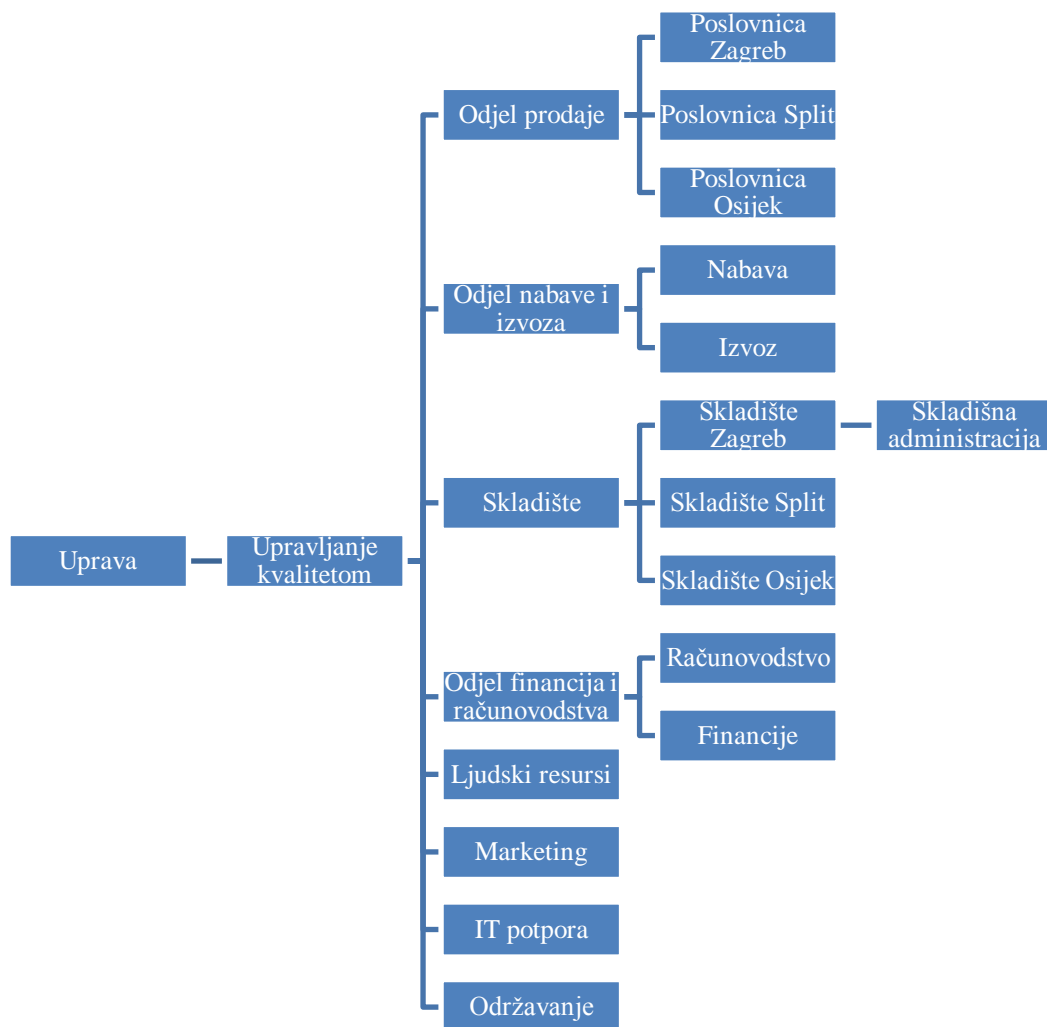 Poslovnica
Zagreb
Odjel prodaje
Poslovnica Split
Poslovnica
Osijek
Nabava
Odjel nabave i
izvoza
Izvoz
Skladište
Zagreb
Skladišna
administracija
Skladište
Skladište Split
Uprava
Upravljanje
kvalitetom
Skladište Osijek
Računovodstvo
Odjel financija i
računovodstva
Financije
Ljudski resursi
Marketing
IT potpora
Održavanje